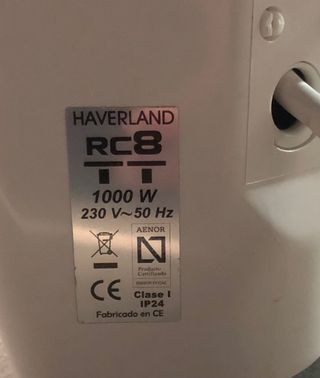 HAVERLAND
RC8
TT
1000 W
230 V~50 Hz
AENOR
N
Producto
Certificado
CE
Clase I
IP24
Fabricado en CE